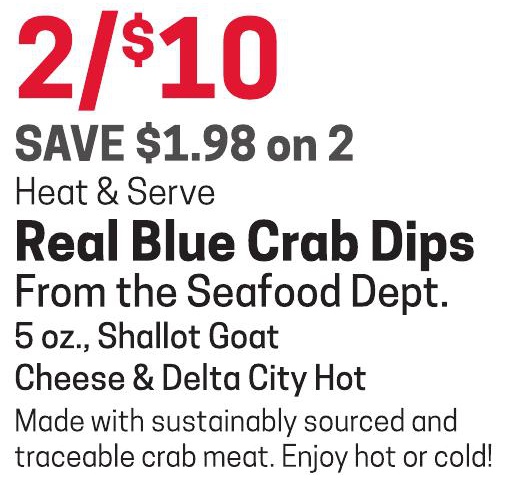 2/$10
SAVE $1.98 on 2
Heat & Serve
Real Blue Crab Dips
From the Seafood Dept.
5 oz., Shallot Goat
Cheese & Delta City Hot
Made with sustainably sourced and
traceable crab meat. Enjoy hot or cold!